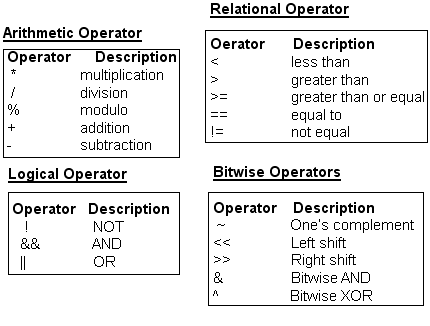 Arithmetic Operator
Operator Description
* multiplication
/ division
% modulo
+ addition
- subtraction
Relational Operator
Oerator Description
< less than
> greater than
>= greater than or equal
== equal to
!= not equal
Logical Operator
Operator Description
! NOT
&& AND
|| OR
Bitwise Operators
Operator Description
~ One's complement
<< Left shift
>> Right shift
& Bitwise AND
^ Bitwise XOR